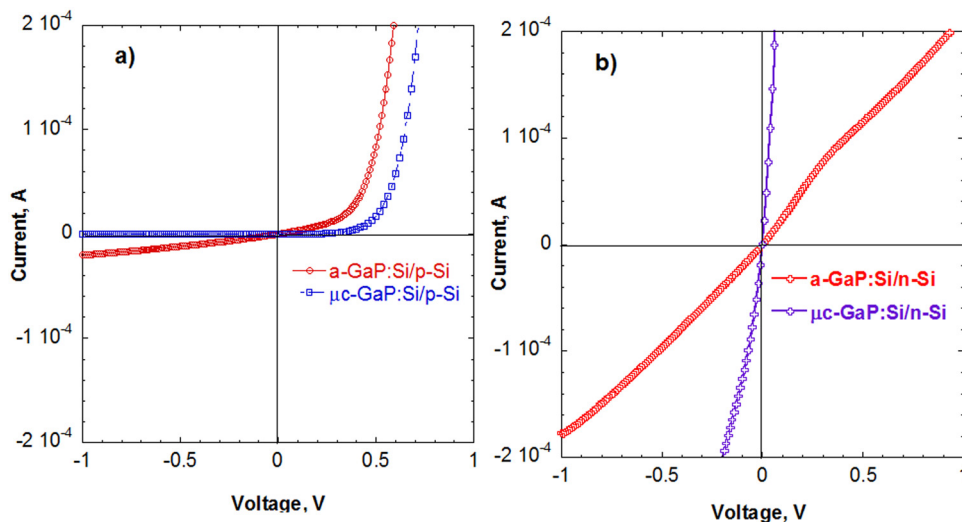 a)
2 10⁻⁴
1 10⁻⁴
0
-1 10⁻⁴
-2 10⁻⁴
Current, A
a-GaP:Si/p-Si
μc-GaP:Si/p-Si
-1 -0.5 0 0.5 1
Voltage, V
b)
2 10⁻⁴
1 10⁻⁴
0
-1 10⁻⁴
-2 10⁻⁴
Current, A
a-GaP:Si/n-Si
μc-GaP:Si/n-Si
-1 -0.5 0 0.5 1
Voltage, V